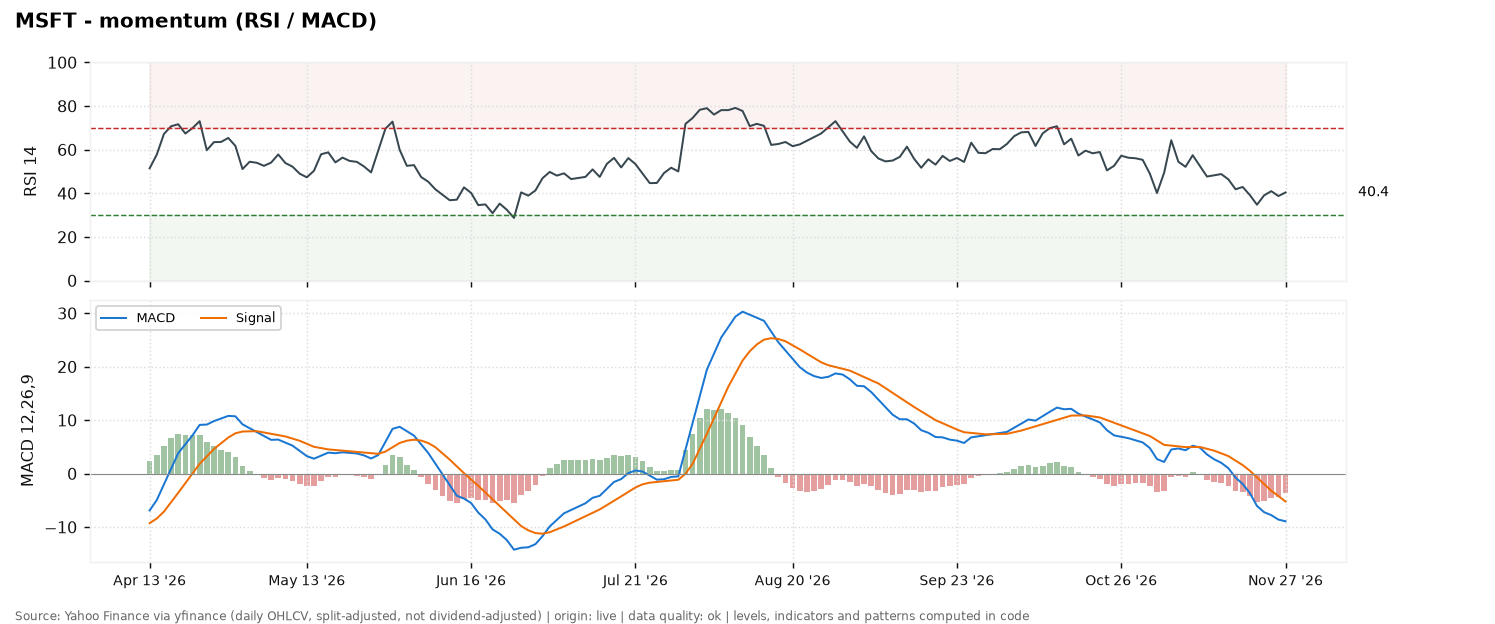 MSFT - momentum (RSI / MACD)
100
80
60
40
20
0
RSI 14
40.4
MACD
Signal
30
20
10
0
−10
MACD 12,26,9
Apr 13 '26
May 13 '26
Jun 16 '26
Jul 21 '26
Aug 20 '26
Sep 23 '26
Oct 26 '26
Nov 27 '26
Source: Yahoo Finance via yfinance (daily OHLCV, split-adjusted, not dividend-adjusted) | origin: live | data quality: ok | levels, indicators and patterns computed in code